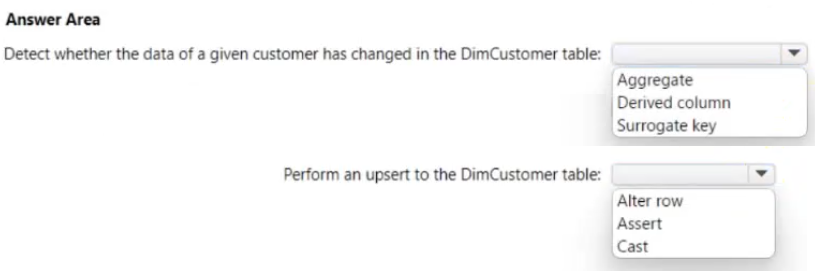 Answer Area
Detect whether the data of a given customer has changed in the DimCustomer table:
Aggregate
Derived column
Surrogate key
Perform an upsert to the DimCustomer table:
Alter row
Assert
Cast